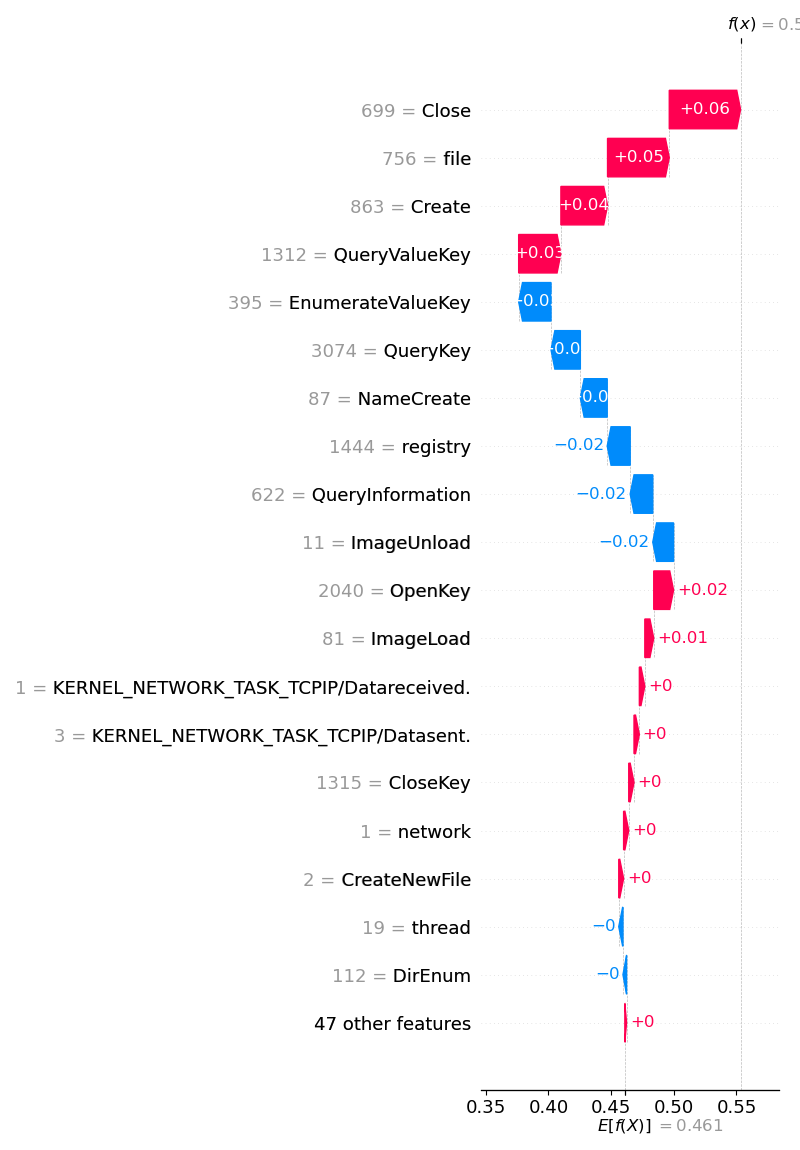 f(x) = 0.5
699 = Close +0.06
756 = file +0.05
863 = Create +0.04
1312 = QueryValueKey +0.03
395 = EnumerateValueKey
3074 = QueryKey
87 = NameCreate
1444 = registry −0.02
622 = QueryInformation −0.02
11 = ImageUnload −0.02
2040 = OpenKey +0.02
81 = ImageLoad +0.01
1 = KERNEL_NETWORK_TASK_TCPIP/Datareceived. +0
3 = KERNEL_NETWORK_TASK_TCPIP/Datasent. +0
1315 = CloseKey +0
1 = network +0
2 = CreateNewFile +0
19 = thread −0
112 = DirEnum −0
47 other features +0
0.35 0.40 0.45 0.50 0.55
E[f(X)] = 0.461